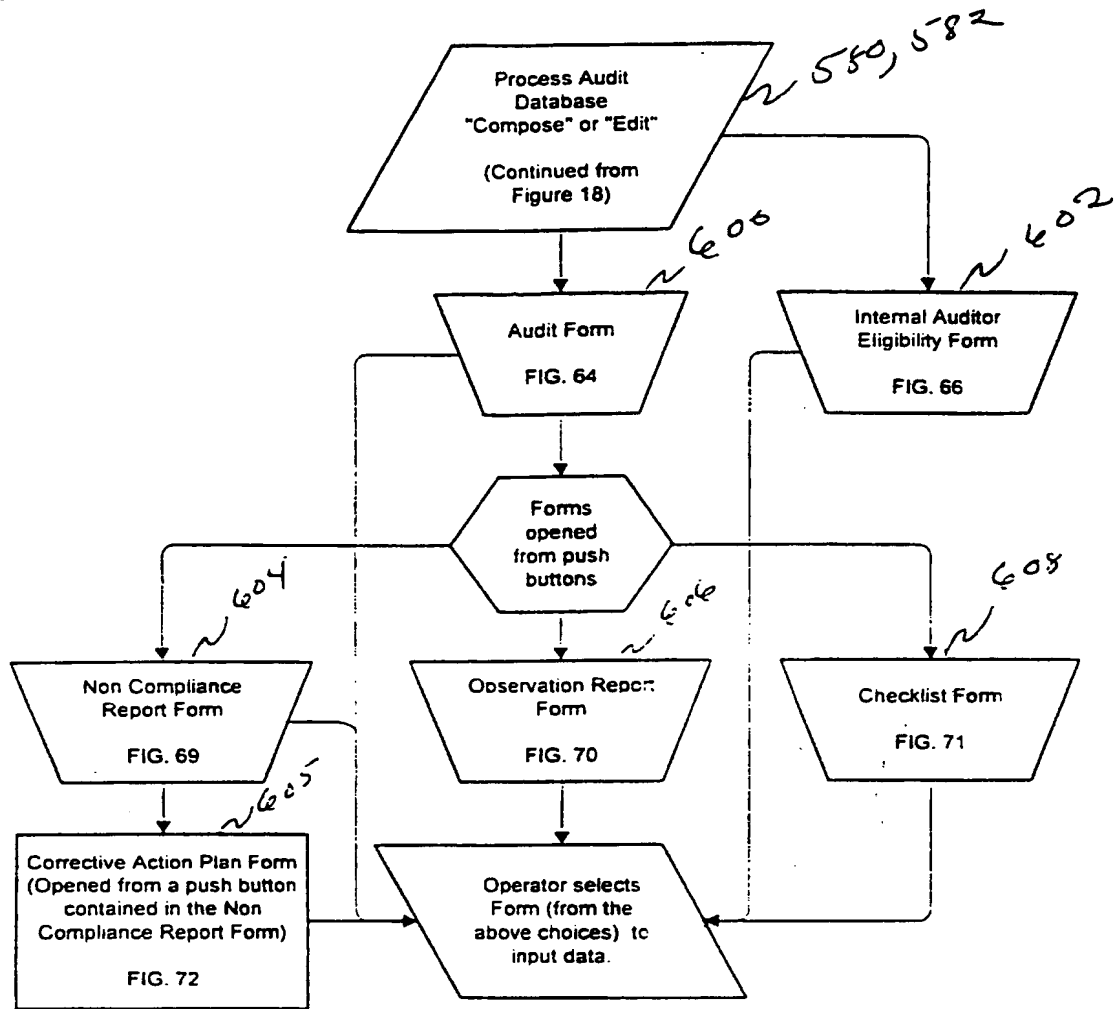 Process Audit
Database
"Compose" or "Edit"
(Continued from
Figure 18)
550, 582
600
602
Audit Form
FIG. 64
Internal Auditor
Eligibility Form
FIG. 66
Forms
opened
from push
buttons
604
606
608
Non Compliance
Report Form
FIG. 69
Observation Report
Form
FIG. 70
Checklist Form
FIG. 71
605
Corrective Action Plan Form
(Opened from a push button
contained in the Non
Compliance Report Form)
FIG. 72
Operator selects
Form (from the
above choices) to
input data.